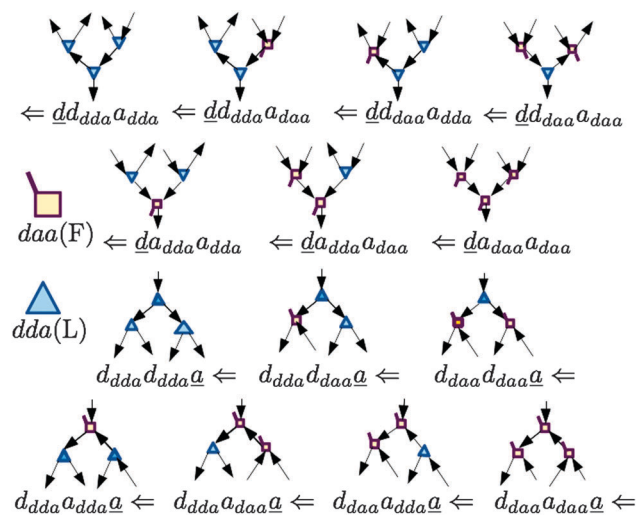 ⇐ d̲d_{dda}a_{dda} ⇐ d̲d_{dda}a_{daa} ⇐ d̲d_{daa}a_{dda} ⇐ d̲d_{daa}a_{daa}
daa(F)
⇐ d̲a_{dda}a_{dda} ⇐ d̲a_{dda}a_{daa} ⇐ d̲a_{daa}a_{daa}
dda(L)
d_{dda}d_{dda}a̲ ⇐ d_{dda}d_{daa}a̲ ⇐ d_{daa}d_{daa}a̲ ⇐
d_{dda}a_{dda}a̲ ⇐ d_{dda}a_{daa}a̲ ⇐ d_{daa}a_{dda}a̲ ⇐ d_{daa}a_{daa}a̲ ⇐